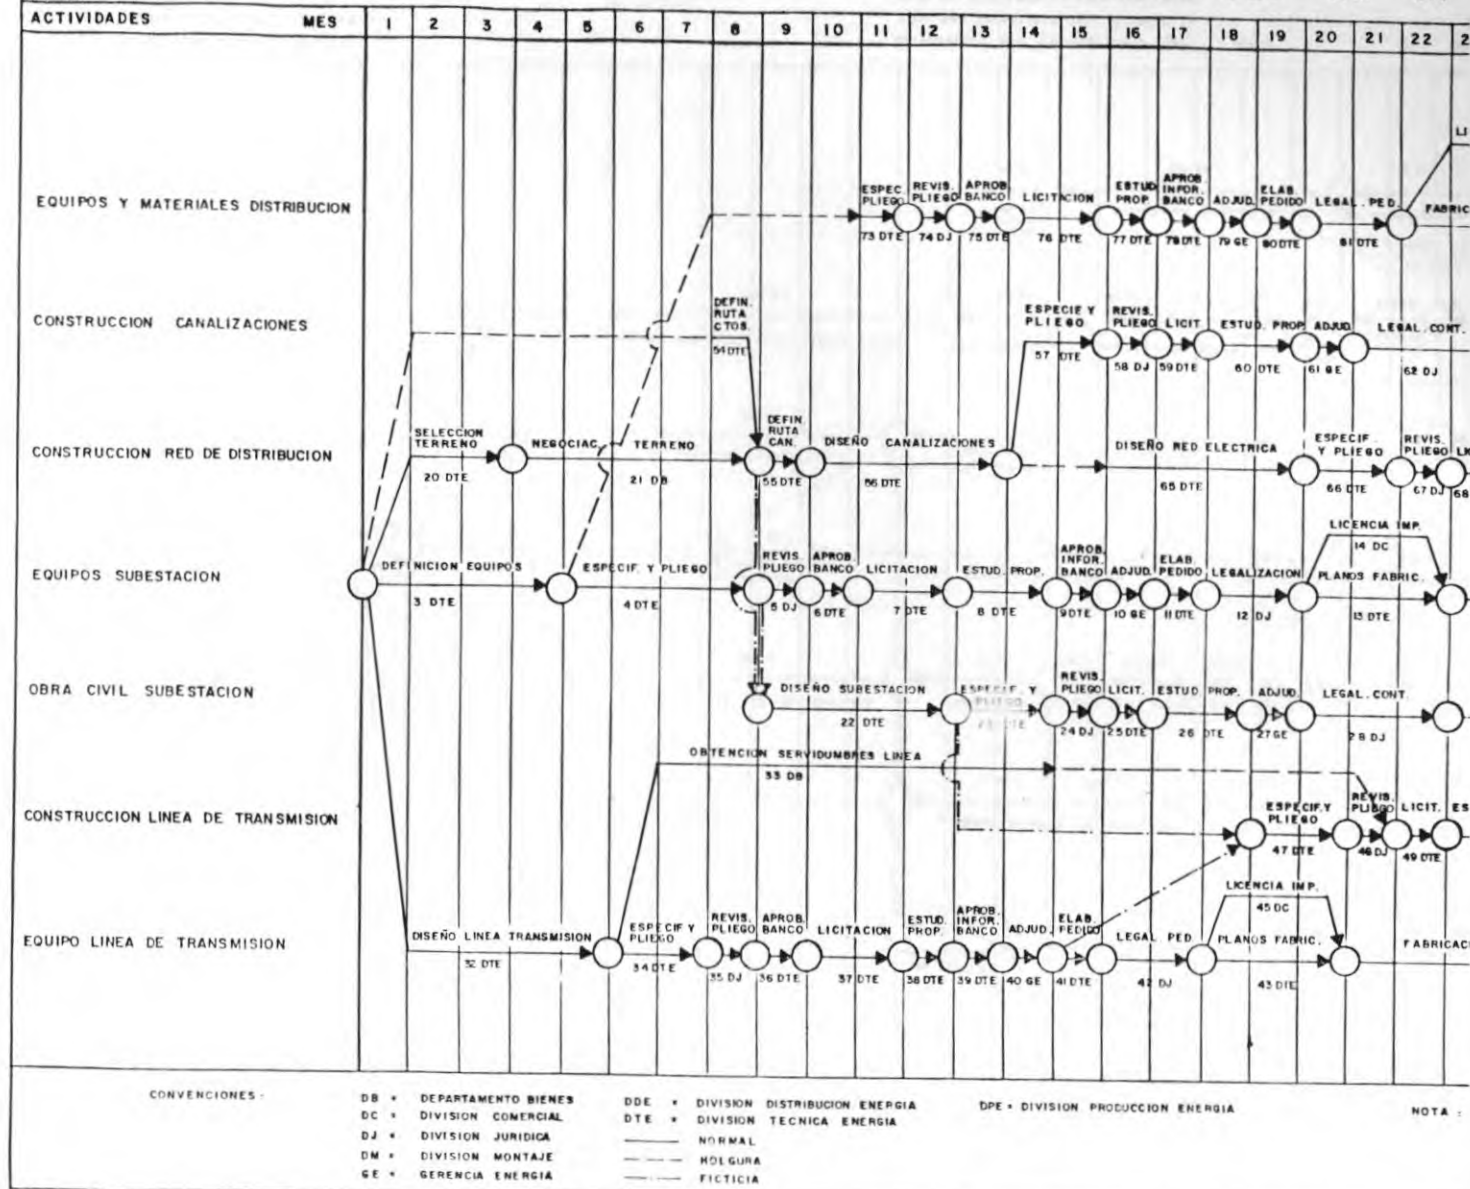 ACTIVIDADES MES 1 2 3 4 5 6 7 8 9 10 11 12 13 14 15 16 17 18 19 20 21 22 2
LI
EQUIPOS Y MATERIALES DISTRIBUCION
ESPEC. PLIEGO
73 DTE
REVIS. PLIEGO
74 DJ
APROB. BANCO
75 DTE
LICITACION
76 DTE
ESTUD. PROP.
77 DTE
APROB. INFOR. BANCO
78 DTE
ADJUD.
79 GE
ELAB. PEDIDO
80 DTE
LEGAL. PED.
81 DTE
FABRIC
CONSTRUCCION CANALIZACIONES
DEFIN. RUTA CTOS.
54 DTE
ESPECIF Y PLIEGO
57 DTE
REVIS. PLIEGO
58 DJ
LICIT.
59 DTE
ESTUD. PROP.
60 DTE
ADJUD.
61 GE
LEGAL. CONT.
62 DJ
CONSTRUCCION RED DE DISTRIBUCION
SELECCION TERRENO
20 DTE
NEGOCIAC. TERRENO
21 DB
DEFIN. RUTA CAN.
55 DTE
DISEÑO CANALIZACIONES
56 DTE
DISEÑO RED ELECTRICA
65 DTE
ESPECIF. Y PLIEGO
66 DTE
REVIS. PLIEGO
67 DJ
LIC
68
EQUIPOS SUBESTACION
DEFINICION EQUIPOS
3 DTE
ESPECIF. Y PLIEGO
4 DTE
REVIS. PLIEGO
5 DJ
APROB. BANCO
6 DTE
LICITACION
7 DTE
ESTUD. PROP.
8 DTE
APROB. INFOR. BANCO
9 DTE
ADJUD.
10 GE
ELAB. PEDIDO
11 DTE
LEGALIZACION
12 DJ
LICENCIA IMP.
14 DC
PLANOS FABRIC.
13 DTE
OBRA CIVIL SUBESTACION
DISEÑO SUBESTACION
22 DTE
ESPECIF. Y PLIEGO
23 DTE
REVIS. PLIEGO
24 DJ
LICIT.
25 DTE
ESTUD. PROP.
26 DTE
ADJUD.
27 GE
LEGAL. CONT.
28 DJ
OBTENCION SERVIDUMBRES LINEA
33 DB
CONSTRUCCION LINEA DE TRANSMISION
ESPECIF. Y PLIEGO
47 DTE
REVIS. PLIEGO
48 DJ
LICIT.
49 DTE
ES
EQUIPO LINEA DE TRANSMISION
DISEÑO LINEA TRANSMISION
32 DTE
ESPECIF Y PLIEGO
34 DTE
REVIS. PLIEGO
35 DJ
APROB. BANCO
36 DTE
LICITACION
37 DTE
ESTUD. PROP.
38 DTE
APROB. INFOR. BANCO
39 DTE
ADJUD.
40 GE
ELAB. PEDIDO
41 DTE
LEGAL. PED.
42 DJ
LICENCIA IMP.
45 DC
PLANOS FABRIC.
43 DTE
FABRICACI
CONVENCIONES:
DB = DEPARTAMENTO BIENES
DC = DIVISION COMERCIAL
DJ = DIVISION JURIDICA
DM = DIVISION MONTAJE
GE = GERENCIA ENERGIA
DDE = DIVISION DISTRIBUCION ENERGIA
DTE = DIVISION TECNICA ENERGIA
NORMAL
HOLGURA
FICTICIA
DPE = DIVISION PRODUCCION ENERGIA
NOTA :